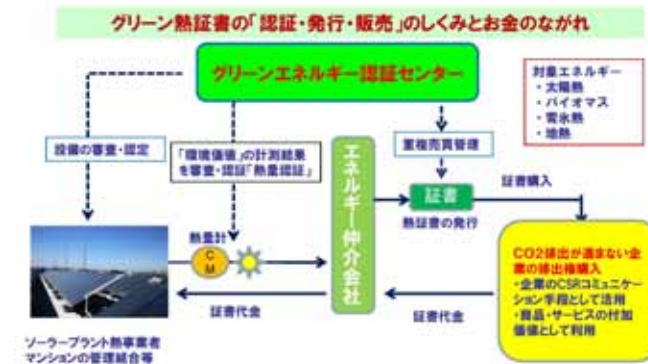 グリーン熱証書の「認証・発行・販売」のしくみとお金のながれ
グリーンエネルギー認証センター
対象エネルギー
・太陽熱
・バイオマス
・雪氷熱
・地熱
設備の審査・認定
「環境価値」の計測結果
を審査・認証「熱量認証」
エネルギー仲介会社
重複売買管理
証書
証書購入
熱証書の発行
熱量計
C
M
CO2排出が進まない企
業の排出権購入
・企業のCSRコミュニケー
ション手段として活用
・商品・サービスの付加
価値として利用
証書代金
証書代金
ソーラープラント熱事業者
マンションの管理組合等